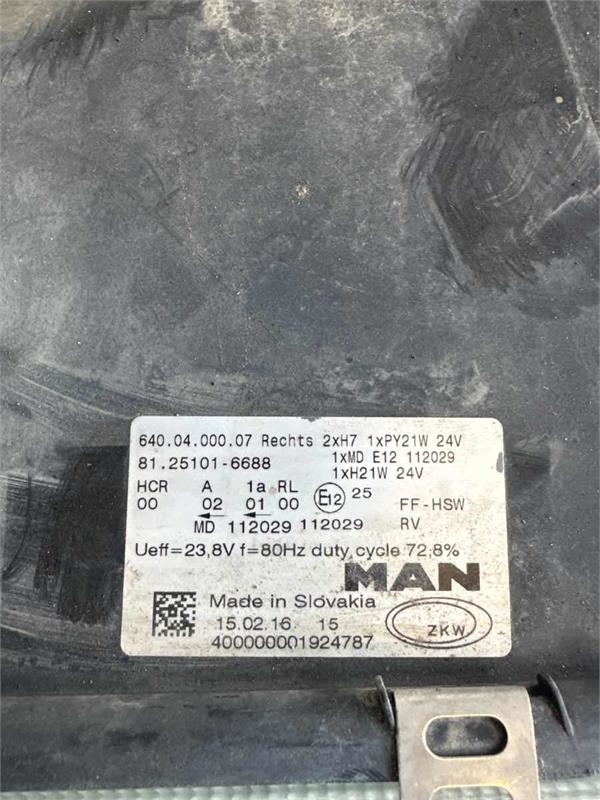 640.04.000.07 Rechts 2xH7 1xPY21W 24V
81.25101-6688 1xMD E12 112029
1xH21W 24V
HCR A 1a RL E12 25
00 02 01 00 FF-HSW
MD 112029 112029 RV
Ueff=23,8V f=80Hz duty cycle 72,8%
MAN
Made in Slovakia
15.02.16 15 ZKW
400000001924787